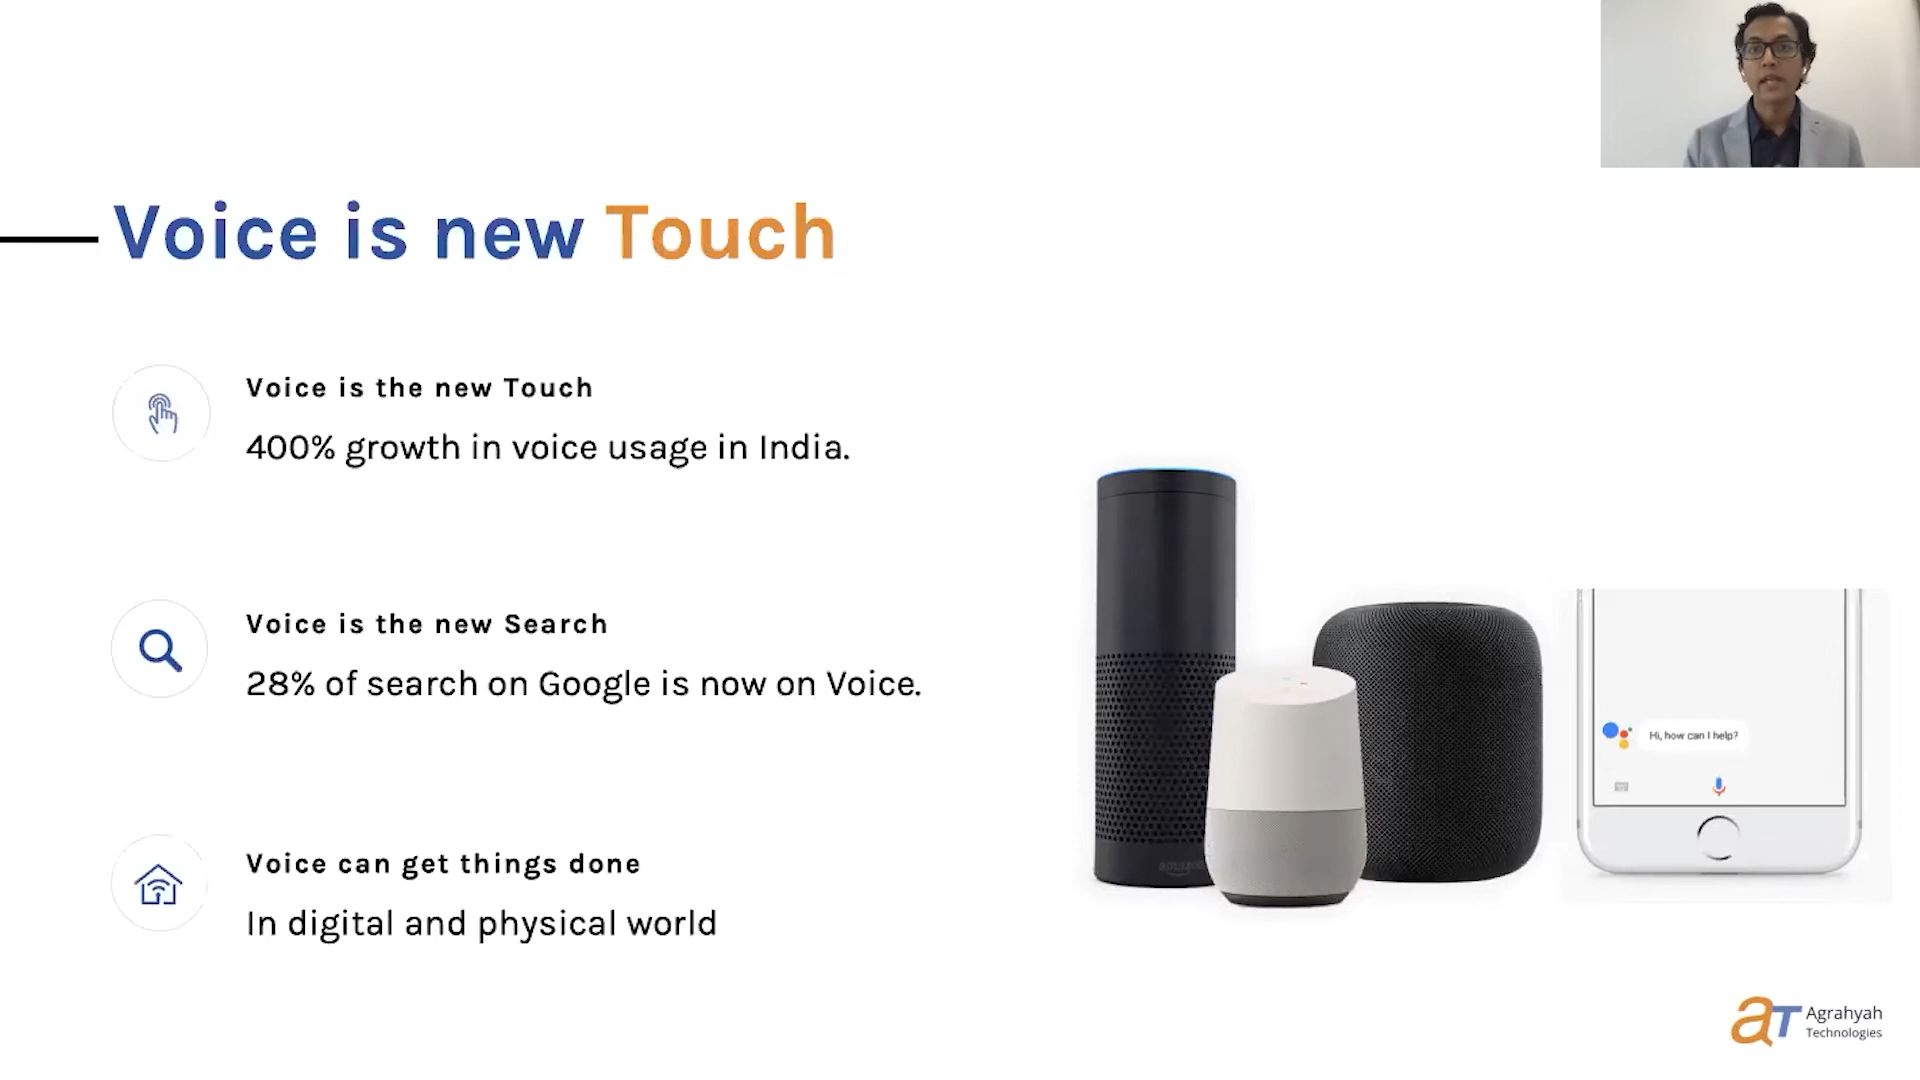 Voice is new Touch
Voice is the new Touch
400% growth in voice usage in India.
Voice is the new Search
28% of search on Google is now on Voice.
Voice can get things done
In digital and physical world
amazon
Hi, how can I help?
aT Agrahyah
Technologies